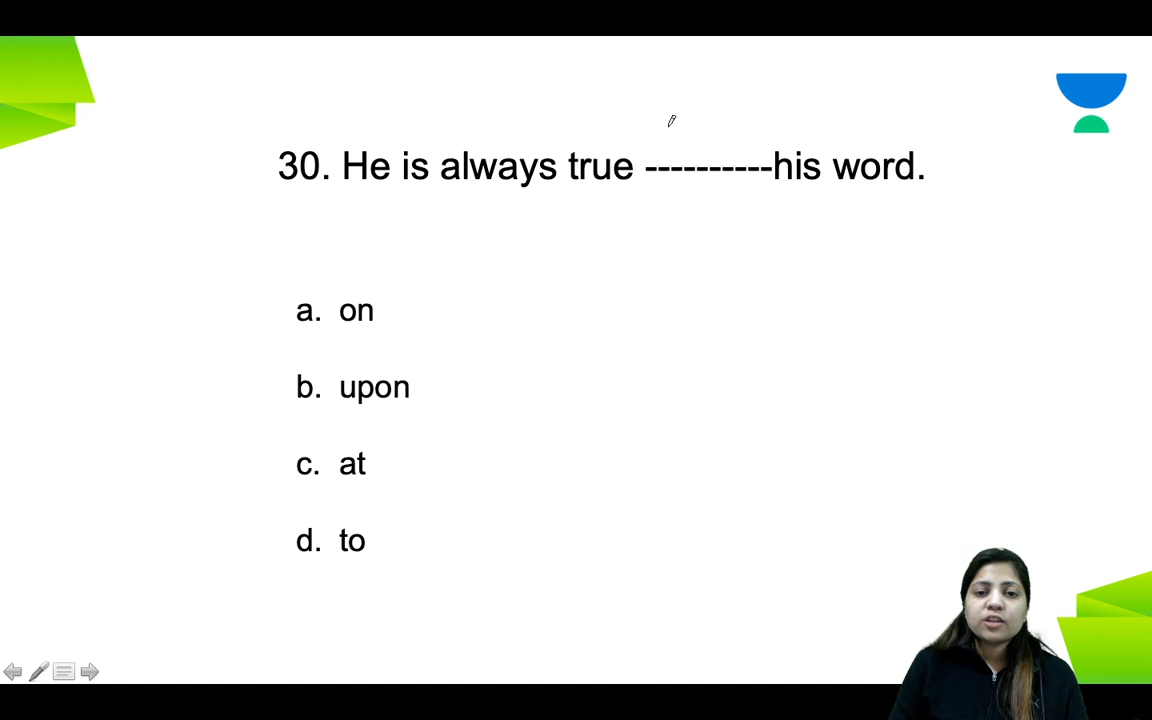 30. He is always true ----------his word.
a. on
b. upon
c. at
d. to